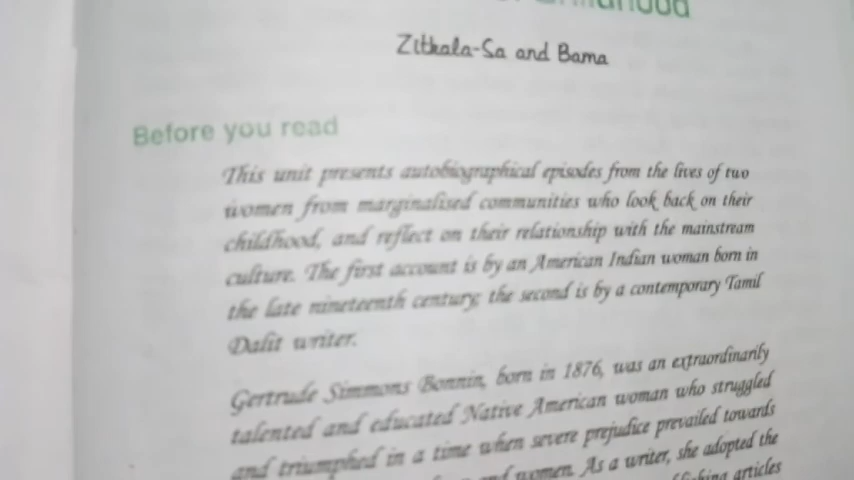 Zitkala-Sa and Bama
Before you read
This unit presents autobiographical episodes from the lives of two
women from marginalised communities who look back on their
childhood, and reflect on their relationship with the mainstream
culture. The first account is by an American Indian woman born in
the late nineteenth century; the second is by a contemporary Tamil
Dalit writer.
Gertrude Simmons Bonnin, born in 1876, was an extraordinarily
talented and educated Native American woman who struggled
and triumphed in a time when severe prejudice prevailed towards
and women. As a writer, she adopted the
articles